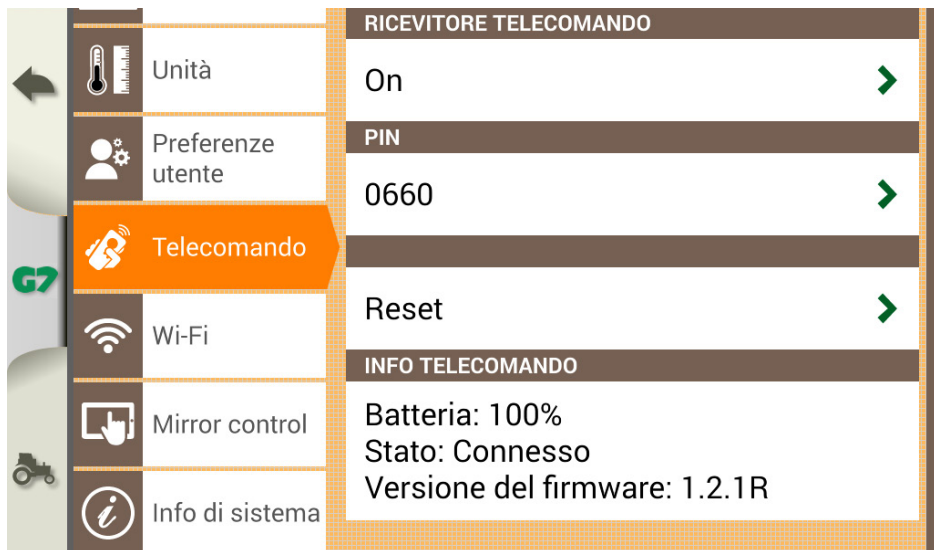 Unità
Preferenze
utente
Telecomando
Wi-Fi
Mirror control
Info di sistema
G7
RICEVITORE TELECOMANDO
On
PIN
0660
Reset
INFO TELECOMANDO
Batteria: 100%
Stato: Connesso
Versione del firmware: 1.2.1R